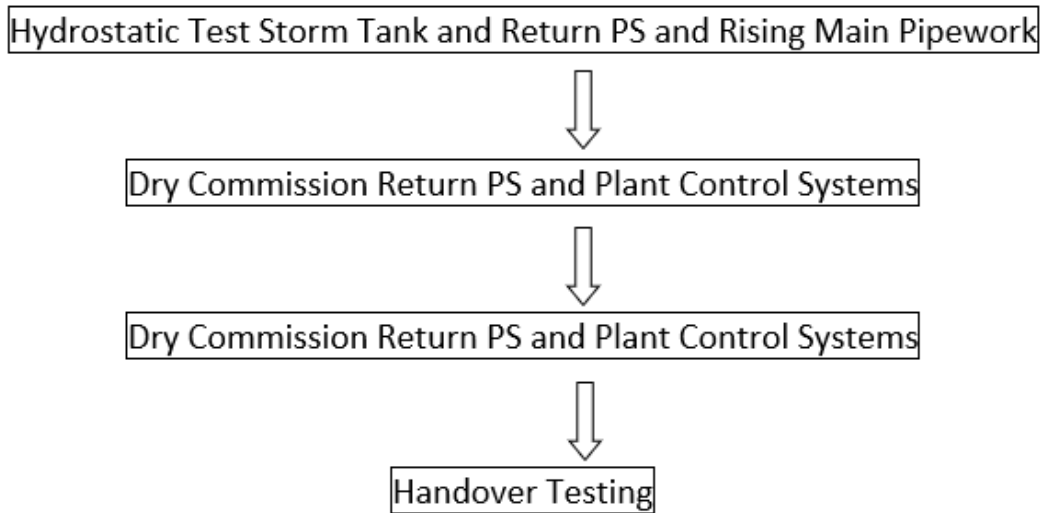 Hydrostatic Test Storm Tank and Return PS and Rising Main Pipework
Dry Commission Return PS and Plant Control Systems
Dry Commission Return PS and Plant Control Systems
Handover Testing